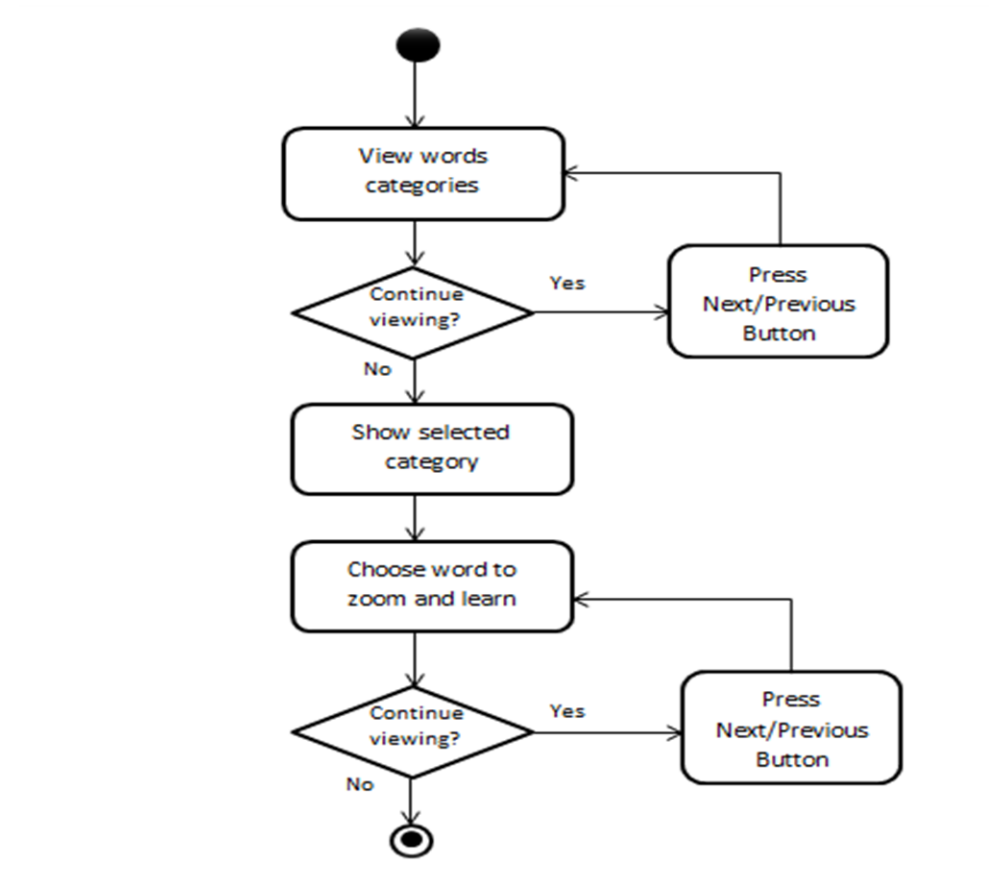 View words
categories
Continue
viewing?
Yes
Press
Next/Previous
Button
No
Show selected
category
Choose word to
zoom and learn
Continue
viewing?
Yes
Press
Next/Previous
Button
No